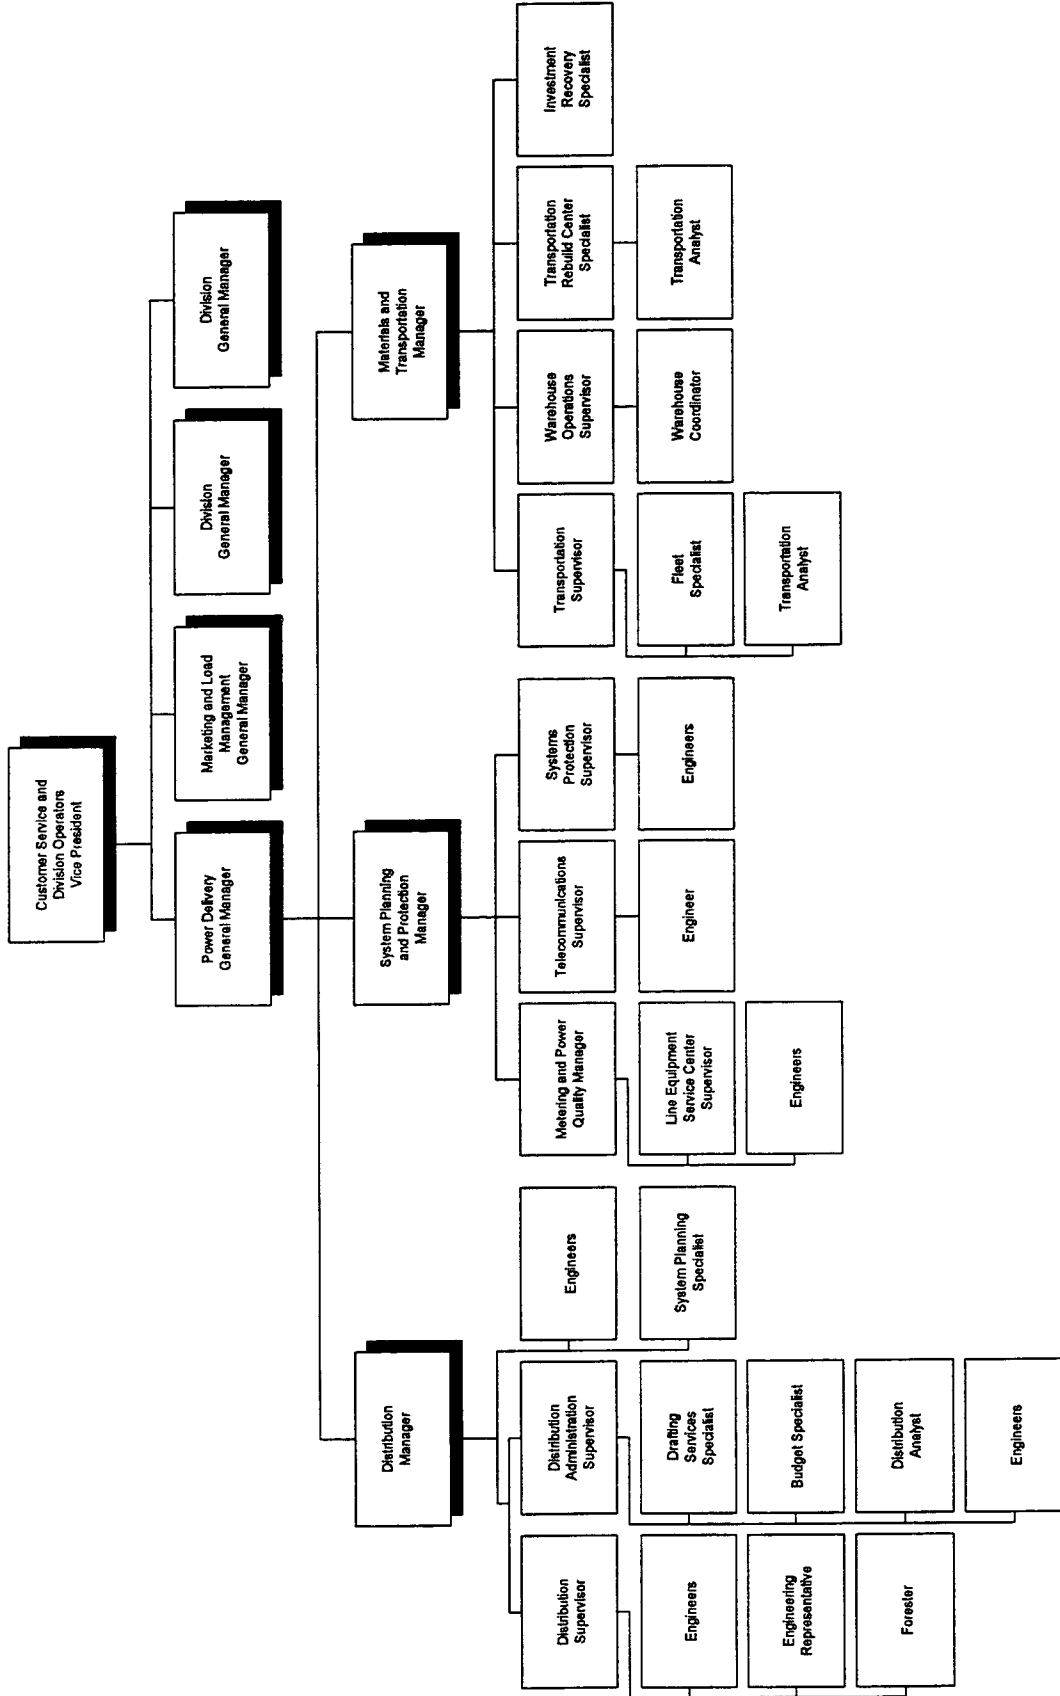 Customer Service and
Division Operators
Vice President
Power Delivery
General Manager
Marketing and Load
Management
General Manager
Division
General Manager
Division
General Manager
Distribution
Manager
System Planning
and Protection
Manager
Materials and
Transportation
Manager
Distribution
Supervisor
Distribution
Administration
Supervisor
Engineers
Metering and Power
Quality Manager
Telecommunications
Supervisor
Systems
Protection
Supervisor
Transportation
Supervisor
Warehouse
Operations
Supervisor
Transportation
Rebuild Center
Specialist
Investment
Recovery
Specialist
Engineers
Drafting
Services
Specialist
System Planning
Specialist
Line Equipment
Service Center
Supervisor
Engineer
Engineers
Fleet
Specialist
Warehouse
Coordinator
Transportation
Analyst
Engineering
Representative
Budget Specialist
Engineers
Transportation
Analyst
Forester
Distribution
Analyst
Engineers